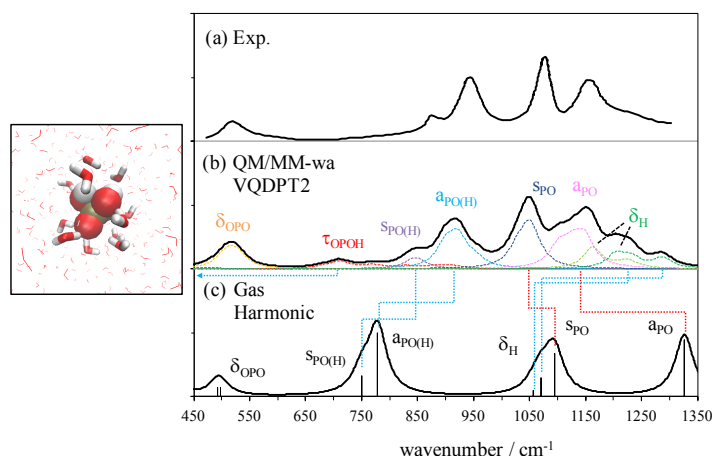 (a) Exp.
(b) QM/MM-wa
VQDPT2
δOPO
τOPOH
sPO(H)
aPO(H)
sPO
aPO
δH
(c) Gas
Harmonic
δOPO
sPO(H)
aPO(H)
δH
sPO
aPO
450 550 650 750 850 950 1050 1150 1250 1350
wavenumber / cm-1